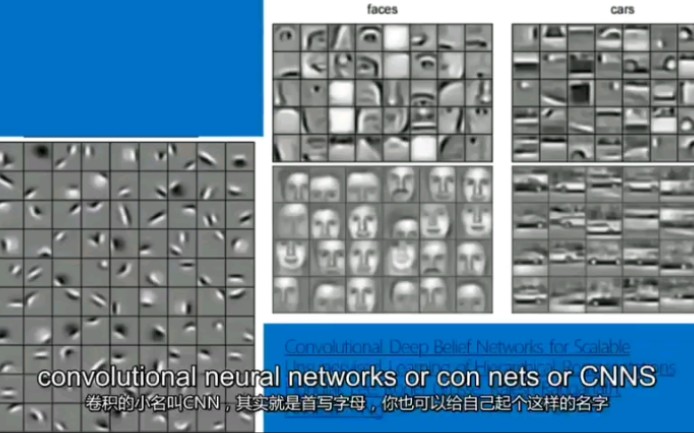 faces
cars
Convolutional Deep Belief Networks for Scalable
convolutional neural networks or con nets or CNNS
卷积的小名叫CNN，其实就是首写字母，你也可以给自己起个这样的名字